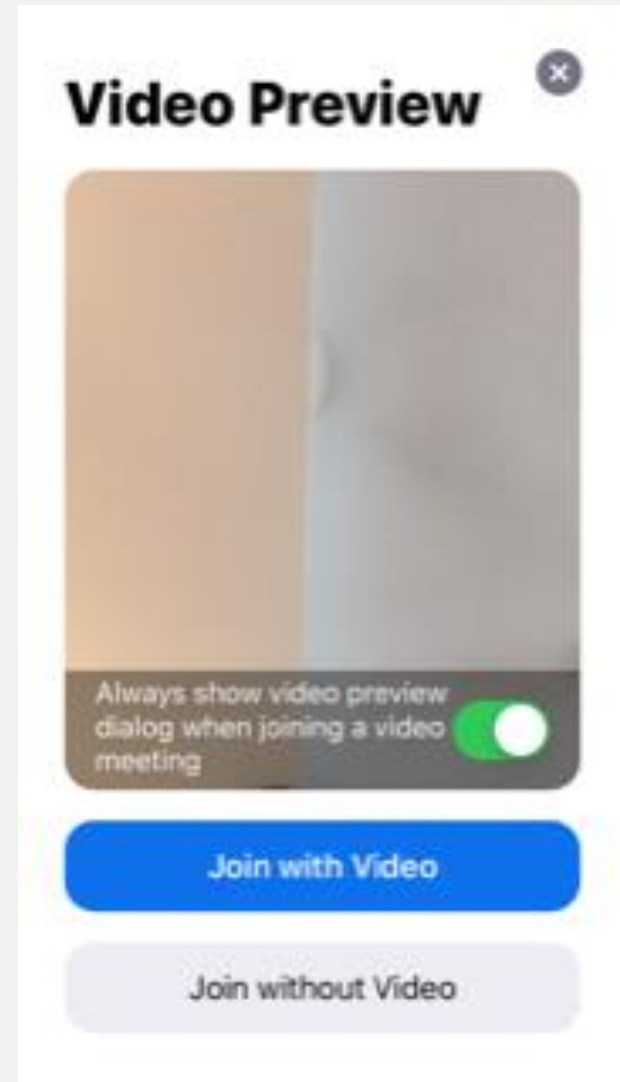 Video Preview
Always show video preview
dialog when joining a video
meeting
Join with Video
Join without Video